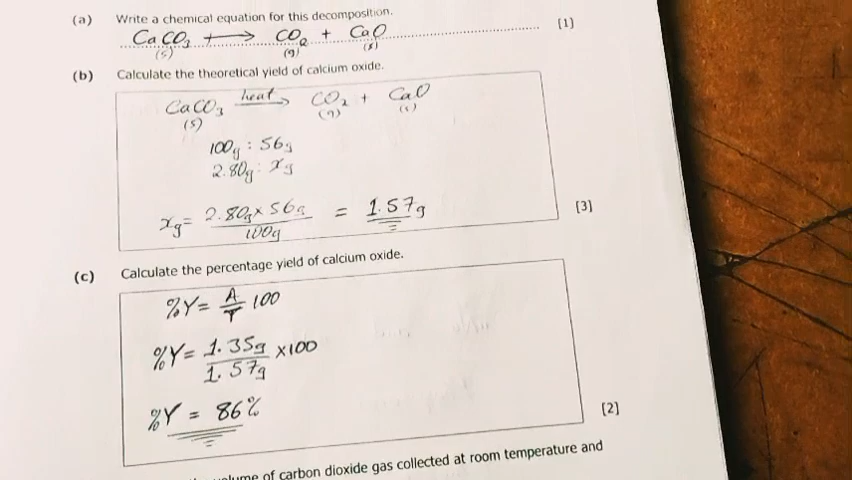 (a) Write a chemical equation for this decomposition.
CaCO₃ ⟶ CO₂ + CaO [1]
(s) (g) (s)
(b) Calculate the theoretical yield of calcium oxide.
CaCO₃ heat⟶ CO₂ + CaO
(s) (g) (s)
100g : 56g
2.80g : xg
xg = 2.80g × 56g / 100g = 1.57g
[3]
(c) Calculate the percentage yield of calcium oxide.
%Y = A/T 100
%Y = 1.35g / 1.57g × 100
%Y = 86%
[2]
of carbon dioxide gas collected at room temperature and